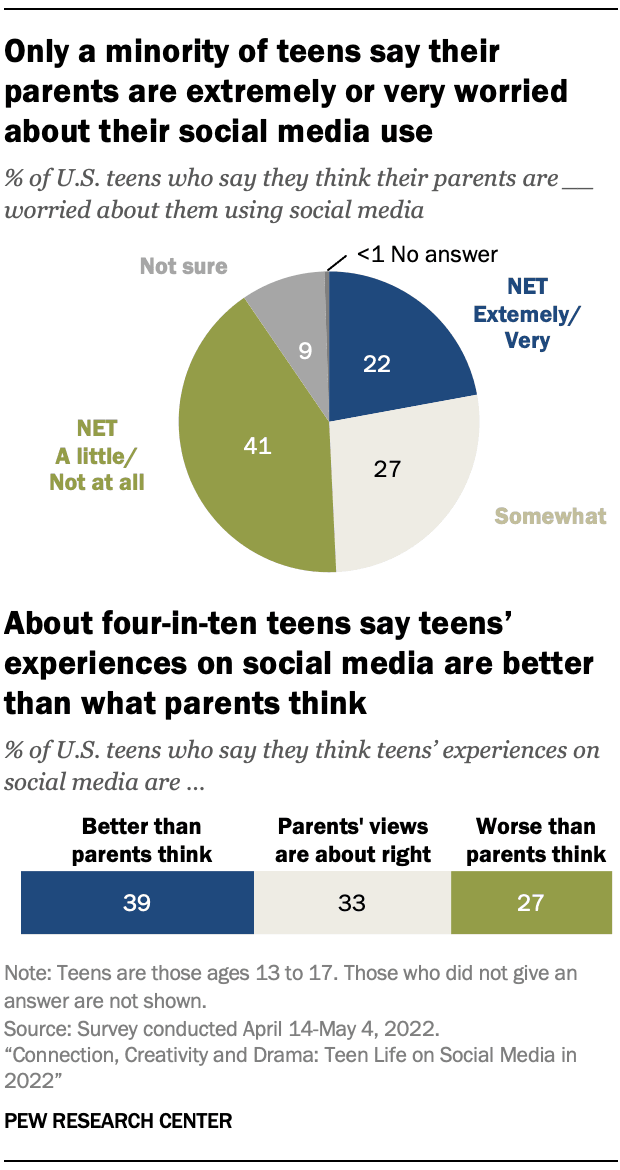 Only a minority of teens say their
parents are extremely or very worried
about their social media use
% of U.S. teens who say they think their parents are __
worried about them using social media
<1 No answer
Not sure
NET
Extemely/
Very
9
22
NET
A little/
Not at all
41
27
Somewhat
About four-in-ten teens say teens’
experiences on social media are better
than what parents think
% of U.S. teens who say they think teens’ experiences on
social media are ...
Better than
parents think
Parents' views
are about right
Worse than
parents think
39
33
27
Note: Teens are those ages 13 to 17. Those who did not give an
answer are not shown.
Source: Survey conducted April 14-May 4, 2022.
“Connection, Creativity and Drama: Teen Life on Social Media in
2022”
PEW RESEARCH CENTER